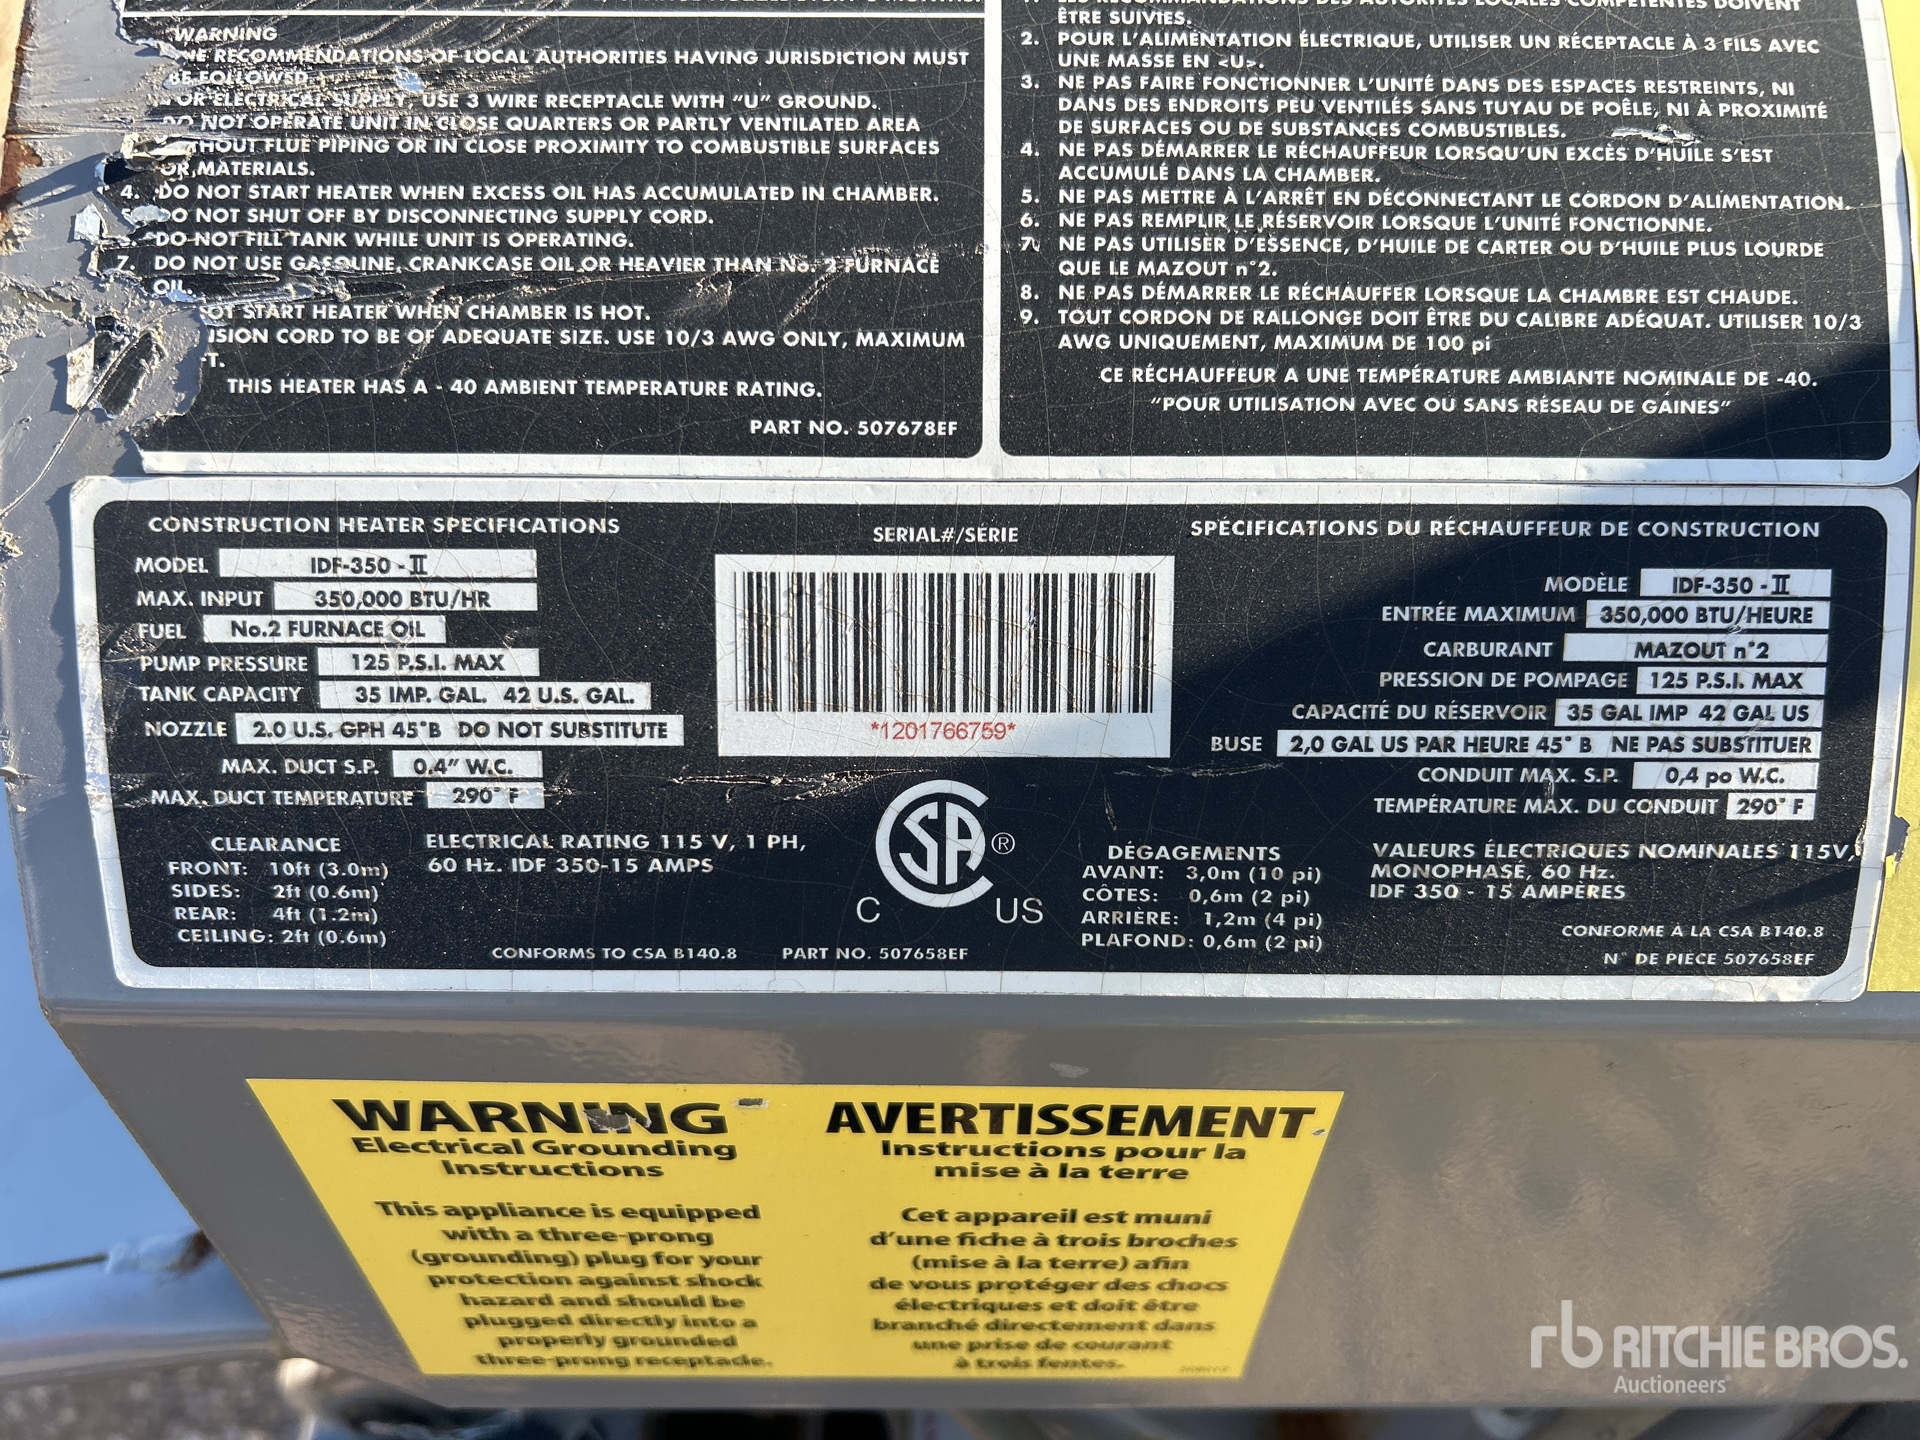 WARNING
RECOMMENDATIONS OF LOCAL AUTHORITIES HAVING JURISDICTION MUST
BE FOLLOWED
FOR ELECTRICAL SUPPLY, USE 3 WIRE RECEPTACLE WITH "U" GROUND.
DO NOT OPERATE UNIT IN CLOSE QUARTERS OR PARTLY VENTILATED AREA
THOUT FLUE PIPING OR IN CLOSE PROXIMITY TO COMBUSTIBLE SURFACES
OR MATERIALS.
4. DO NOT START HEATER WHEN EXCESS OIL HAS ACCUMULATED IN CHAMBER.
DO NOT SHUT OFF BY DISCONNECTING SUPPLY CORD.
DO NOT FILL TANK WHILE UNIT IS OPERATING.
7. DO NOT USE GASOLINE, CRANKCASE OIL OR HEAVIER THAN No. 2 FURNACE
OIL.
OT START HEATER WHEN CHAMBER IS HOT.
SION CORD TO BE OF ADEQUATE SIZE. USE 10/3 AWG ONLY, MAXIMUM
T.
THIS HEATER HAS A - 40 AMBIENT TEMPERATURE RATING.
PART NO. 507678EF
1. LES RECOMMANDATIONS DES AUTORITÉS LOCALES COMPÉTENTES DOIVENT
ÊTRE SUIVIES.
2. POUR L'ALIMENTATION ÉLECTRIQUE, UTILISER UN RÉCEPTACLE À 3 FILS AVEC
UNE MASSE EN <U>.
3. NE PAS FAIRE FONCTIONNER L'UNITÉ DANS DES ESPACES RESTREINTS, NI
DANS DES ENDROITS PEU VENTILÉS SANS TUYAU DE POÊLE, NI À PROXIMITÉ
DE SURFACES OU DE SUBSTANCES COMBUSTIBLES.
4. NE PAS DÉMARRER LE RÉCHAUFFEUR LORSQU'UN EXCÈS D'HUILE S'EST
ACCUMULÉ DANS LA CHAMBER.
5. NE PAS METTRE À L'ARRÊT EN DÉCONNECTANT LE CORDON D'ALIMENTATION.
6. NE PAS REMPLIR LE RÉSERVOIR LORSQUE L'UNITÉ FONCTIONNE.
7. NE PAS UTILISER D'ESSENCE, D'HUILE DE CARTER OU D'HUILE PLUS LOURDE
QUE LE MAZOUT n°2.
8. NE PAS DÉMARRER LE RÉCHAUFFER LORSQUE LA CHAMBRE EST CHAUDE.
9. TOUT CORDON DE RALLONGE DOIT ÊTRE DU CALIBRE ADÉQUAT. UTILISER 10/3
AWG UNIQUEMENT, MAXIMUM DE 100 pi
CE RÉCHAUFFEUR A UNE TEMPÉRATURE AMBIANTE NOMINALE DE -40.
"POUR UTILISATION AVEC OU SANS RÉSEAU DE GAINES"
CONSTRUCTION HEATER SPECIFICATIONS
MODEL IDF-350 - II
MAX. INPUT 350,000 BTU/HR
FUEL No.2 FURNACE OIL
PUMP PRESSURE 125 P.S.I. MAX
TANK CAPACITY 35 IMP. GAL. 42 U.S. GAL.
NOZZLE 2.0 U.S. GPH 45°B DO NOT SUBSTITUTE
MAX. DUCT S.P. 0.4" W.C.
MAX. DUCT TEMPERATURE 290° F
CLEARANCE
FRONT: 10ft (3.0m)
SIDES: 2ft (0.6m)
REAR: 4ft (1.2m)
CEILING: 2ft (0.6m)
ELECTRICAL RATING 115 V, 1 PH,
60 Hz. IDF 350-15 AMPS
CONFORMS TO CSA B140.8 PART NO. 507658EF
SERIAL#/SÉRIE
*1201766759*
CSA ®
C US
SPÉCIFICATIONS DU RÉCHAUFFEUR DE CONSTRUCTION
MODÈLE IDF-350 - II
ENTRÉE MAXIMUM 350,000 BTU/HEURE
CARBURANT MAZOUT n°2
PRESSION DE POMPAGE 125 P.S.I. MAX
CAPACITÉ DU RÉSERVOIR 35 GAL IMP 42 GAL US
BUSE 2,0 GAL US PAR HEURE 45° B NE PAS SUBSTITUER
CONDUIT MAX. S.P. 0,4 po W.C.
TEMPÉRATURE MAX. DU CONDUIT 290° F
DÉGAGEMENTS
AVANT: 3,0m (10 pi)
CÔTES: 0,6m (2 pi)
ARRIÈRE: 1,2m (4 pi)
PLAFOND: 0,6m (2 pi)
VALEURS ÉLECTRIQUES NOMINALES 115V,
MONOPHASÉ, 60 Hz.
IDF 350 - 15 AMPÈRES
CONFORME À LA CSA B140.8
N° DE PIÈCE 507658EF
WARNING
Electrical Grounding
Instructions
This appliance is equipped
with a three-prong
(grounding) plug for your
protection against shock
hazard and should be
plugged directly into a
properly grounded
three-prong receptacle.
AVERTISSEMENT
Instructions pour la
mise à la terre
Cet appareil est muni
d'une fiche à trois broches
(mise à la terre) afin
de vous protéger des chocs
électriques et doit être
branché directement dans
une prise de courant
à trois fentes.
rb RITCHIE BROS.
Auctioneers